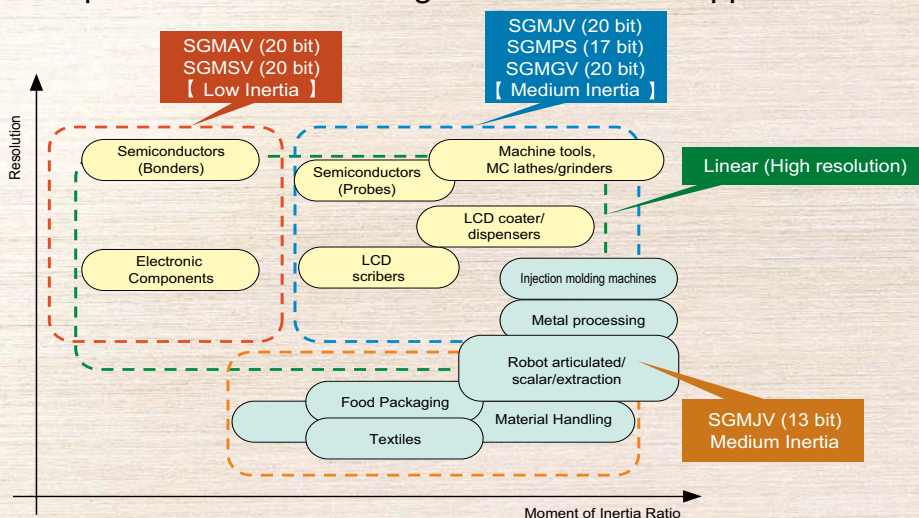 SGMAV (20 bit)
SGMSV (20 bit)
【 Low Inertia 】
SGMJV (20 bit)
SGMPS (17 bit)
SGMGV (20 bit)
【 Medium Inertia 】
Resolution
Semiconductors
(Bonders)
Semiconductors
(Probes)
Machine tools,
MC lathes/grinders
Linear (High resolution)
LCD coater/
dispensers
Electronic
Components
LCD
scribers
Injection molding machines
Metal processing
Robot articulated/
scalar/extraction
Food Packaging
Material Handling
Textiles
SGMJV (13 bit)
Medium Inertia
Moment of Inertia Ratio